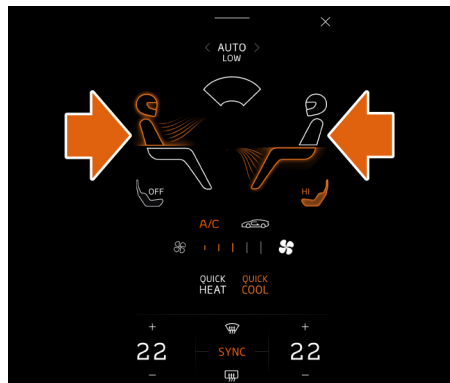 < AUTO >
LOW
OFF
HI
A/C
QUICK
HEAT
QUICK
COOL
+
+
22
SYNC
22
−
−